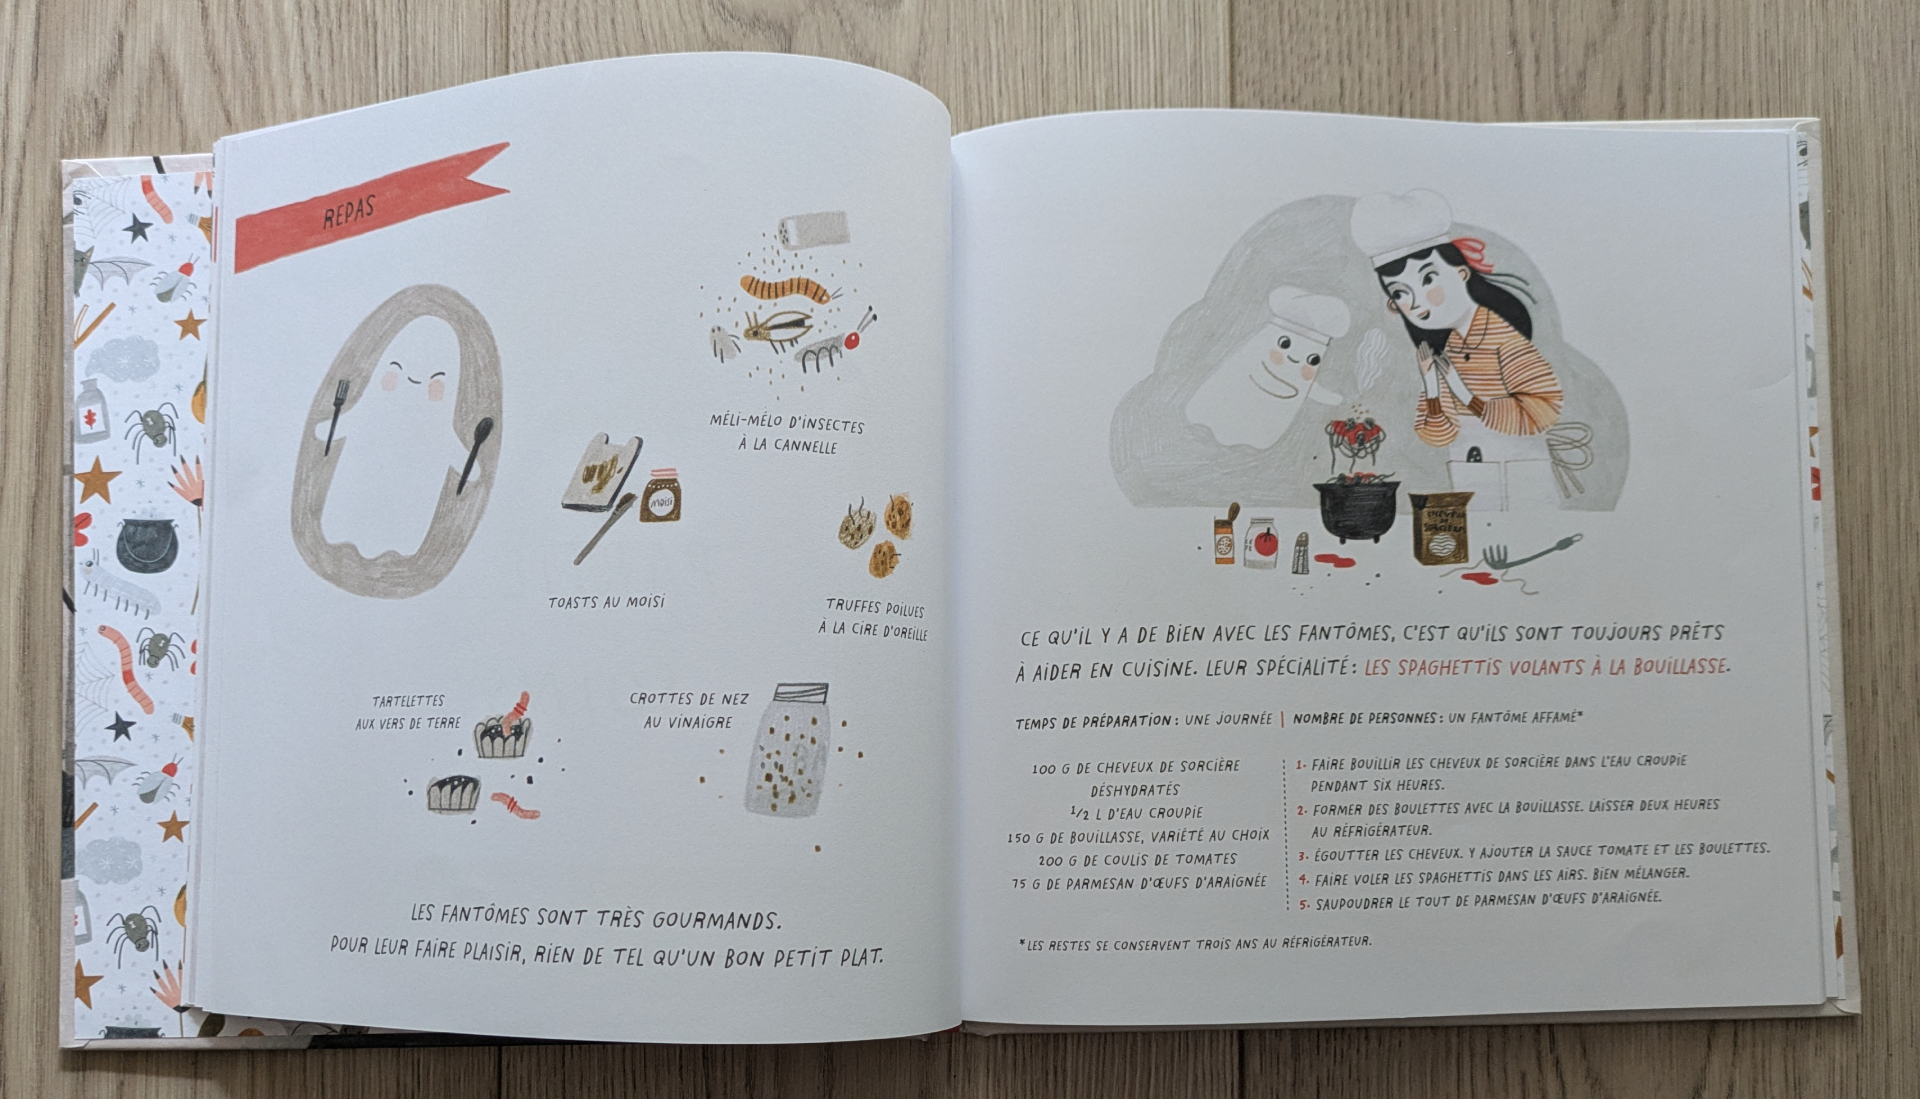 REPAS
MÉLI-MÉLO D'INSECTES
À LA CANNELLE
MOISI
TOASTS AU MOISI
TRUFFES POILUES
À LA CIRE D'OREILLE
TARTELETTES
AUX VERS DE TERRE
CROTTES DE NEZ
AU VINAIGRE
LES FANTÔMES SONT TRÈS GOURMANDS.
POUR LEUR FAIRE PLAISIR, RIEN DE TEL QU'UN BON PETIT PLAT.
CHEVEUX
DE
SORCIÈRE
CE QU'IL Y A DE BIEN AVEC LES FANTÔMES, C'EST QU'ILS SONT TOUJOURS PRÊTS
À AIDER EN CUISINE. LEUR SPÉCIALITÉ : LES SPAGHETTIS VOLANTS À LA BOUILLASSE.
TEMPS DE PRÉPARATION : UNE JOURNÉE | NOMBRE DE PERSONNES : UN FANTÔME AFFAMÉ*
100 G DE CHEVEUX DE SORCIÈRE
DÉSHYDRATÉS
1/2 L D'EAU CROUPIE
150 G DE BOUILLASSE, VARIÉTÉ AU CHOIX
200 G DE COULIS DE TOMATES
75 G DE PARMESAN D'ŒUFS D'ARAIGNÉE
1. FAIRE BOUILLIR LES CHEVEUX DE SORCIÈRE DANS L'EAU CROUPIE
PENDANT SIX HEURES.
2. FORMER DES BOULETTES AVEC LA BOUILLASSE. LAISSER DEUX HEURES
AU RÉFRIGÉRATEUR.
3. ÉGOUTTER LES CHEVEUX. Y AJOUTER LA SAUCE TOMATE ET LES BOULETTES.
4. FAIRE VOLER LES SPAGHETTIS DANS LES AIRS. BIEN MÉLANGER.
5. SAUPOUDRER LE TOUT DE PARMESAN D'ŒUFS D'ARAIGNÉE.
*LES RESTES SE CONSERVENT TROIS ANS AU RÉFRIGÉRATEUR.